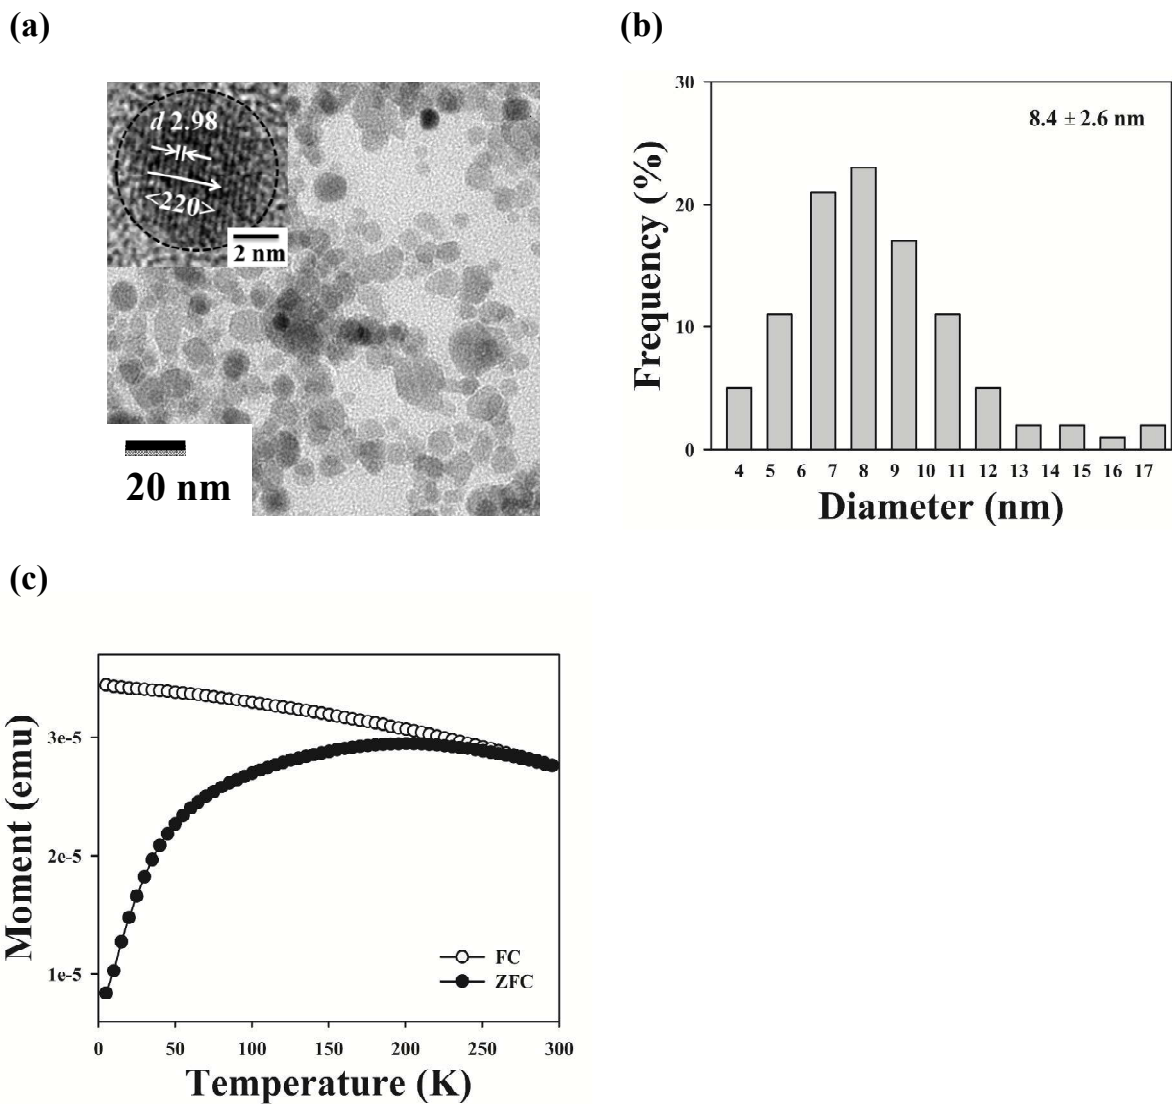 (a)
(b)
d 2.98
<220>
2 nm
20 nm
30
20
10
0
8.4 ± 2.6 nm
Frequency (%)
4 5 6 7 8 9 10 11 12 13 14 15 16 17
Diameter (nm)
(c)
3e-5
2e-5
1e-5
Moment (emu)
FC
ZFC
0 50 100 150 200 250 300
Temperature (K)